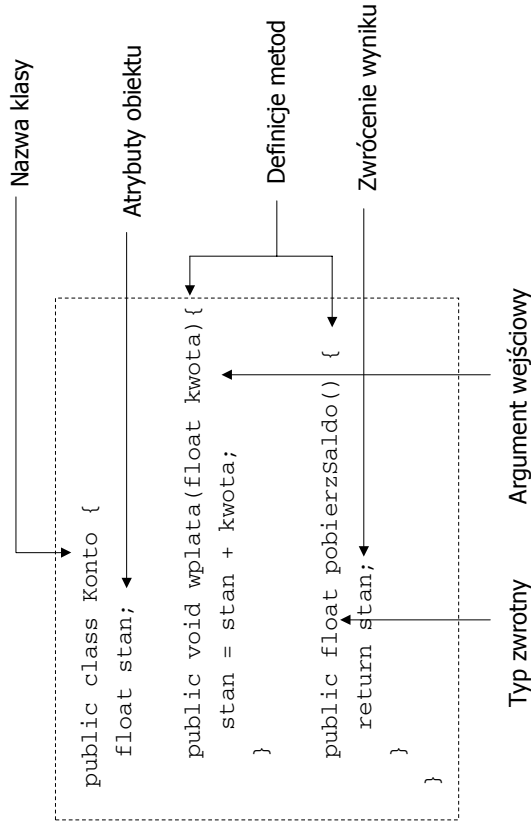 Nazwa klasy
public class Konto {
float stan;
Atrybuty obiektu
public void wplata(float kwota){
stan = stan + kwota;
}
Definicje metod
public float pobierzSaldo() {
return stan;
Zwrócenie wyniku
}
}
Typ zwrotny
Argument wejściowy